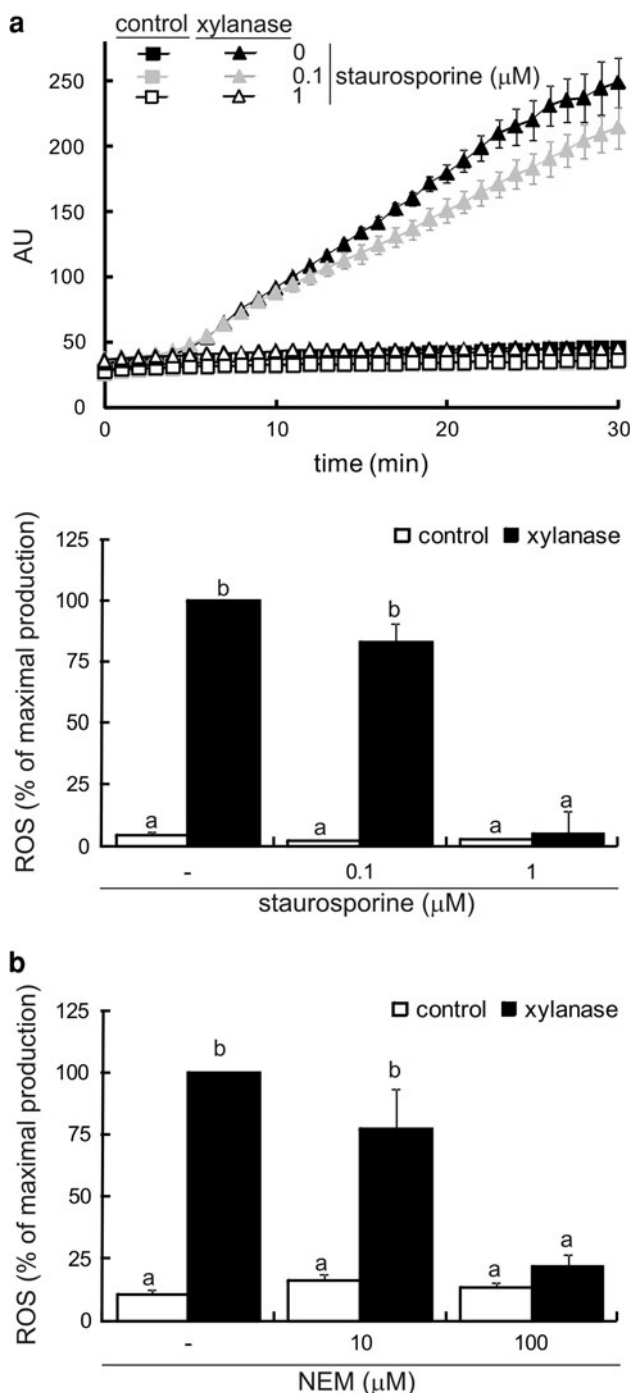 a
control xylanase
0
0.1 staurosporine (μM)
1
250
200
150
100
50
0
AU
0 10 20 30
time (min)
control xylanase
125
100
75
50
25
0
ROS (% of maximal production)
b b
a a a a
- 0.1 1
staurosporine (μM)
b
control xylanase
125
100
75
50
25
0
ROS (% of maximal production)
b b
a a a a
- 10 100
NEM (μM)